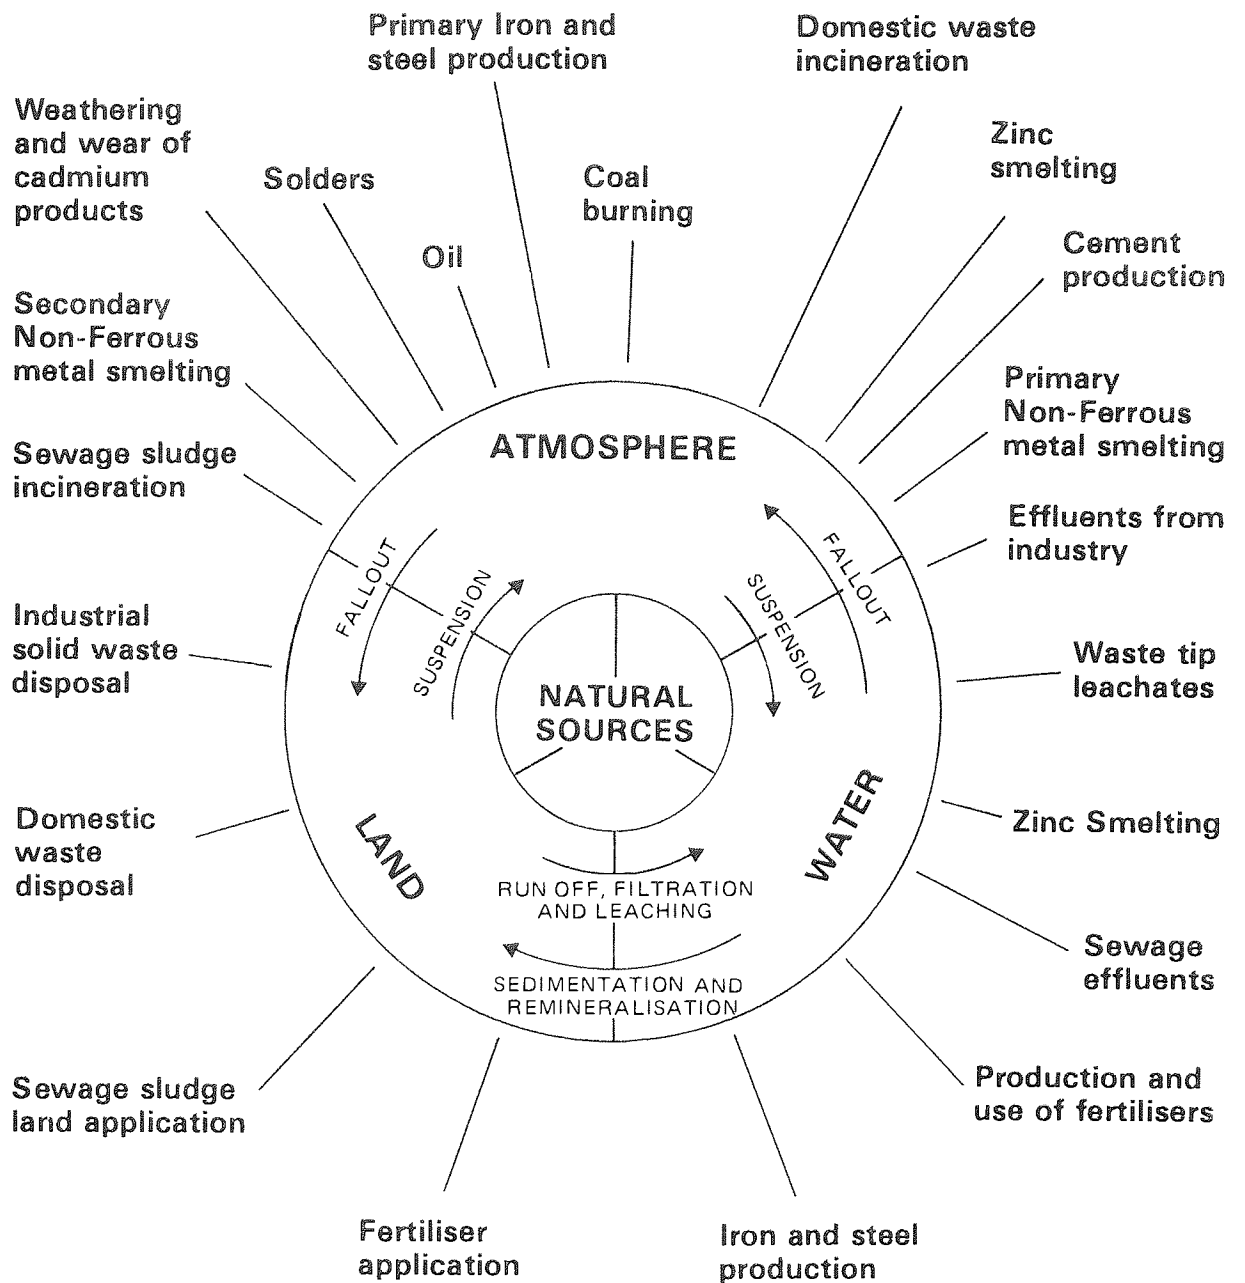 Primary Iron and
steel production
Domestic waste
incineration
Weathering
and wear of
cadmium
products
Solders
Oil
Coal
burning
Zinc
smelting
Cement
production
Secondary
Non-Ferrous
metal smelting
Primary
Non-Ferrous
metal smelting
Sewage sludge
incineration
Effluents from
industry
ATMOSPHERE
FALLOUT
SUSPENSION
SUSPENSION
FALLOUT
Industrial
solid waste
disposal
Waste tip
leachates
NATURAL
SOURCES
Domestic
waste
disposal
LAND
WATER
Zinc Smelting
RUN OFF, FILTRATION
AND LEACHING
Sewage
effluents
SEDIMENTATION AND
REMINERALISATION
Sewage sludge
land application
Production and
use of fertilisers
Fertiliser
application
Iron and steel
production